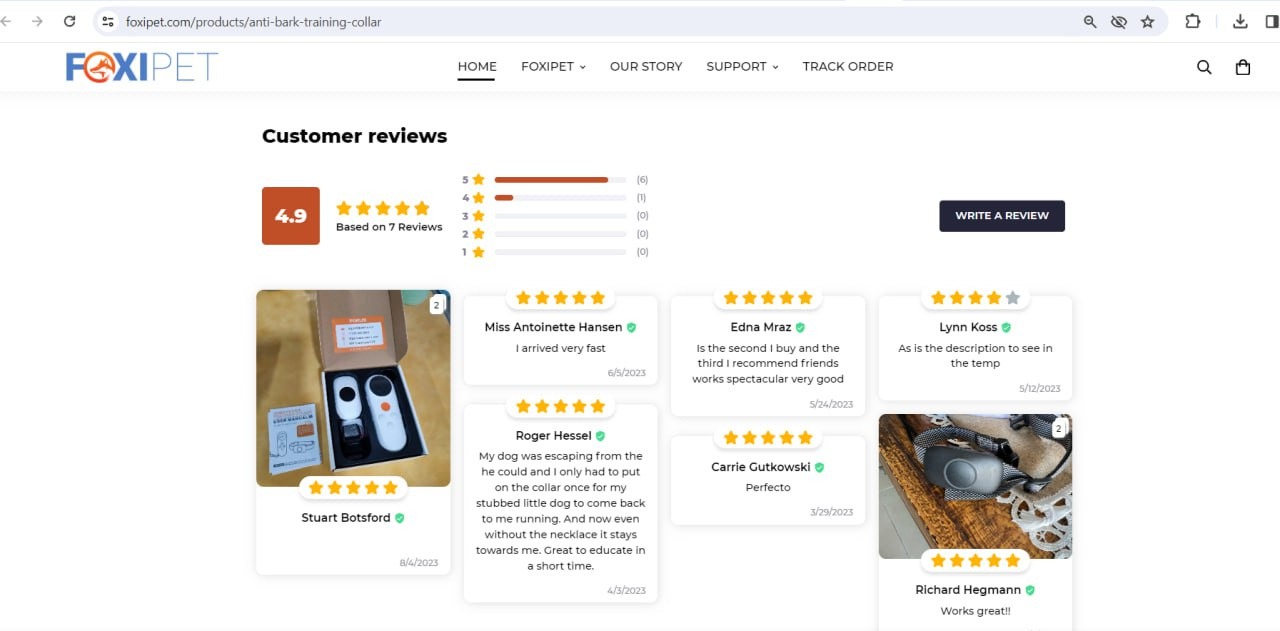 foxipet.com/products/anti-bark-training-collar
FOXIPET
HOME
FOXIPET
OUR STORY
SUPPORT
TRACK ORDER
Customer reviews
4.9
Based on 7 Reviews
5 (6)
4 (1)
3 (0)
2 (0)
1 (0)
WRITE A REVIEW
2
Stuart Botsford
8/4/2023
Miss Antoinette Hansen
I arrived very fast
6/5/2023
Roger Hessel
My dog was escaping from the
he could and I only had to put
on the collar once for my
stubbed little dog to come back
to me running. And now even
without the necklace it stays
towards me. Great to educate in
a short time.
4/3/2023
Edna Mraz
Is the second I buy and the
third I recommend friends
works spectacular very good
5/24/2023
Carrie Gutkowski
Perfecto
3/29/2023
Lynn Koss
As is the description to see in
the temp
5/12/2023
2
Richard Hegmann
Works great!!